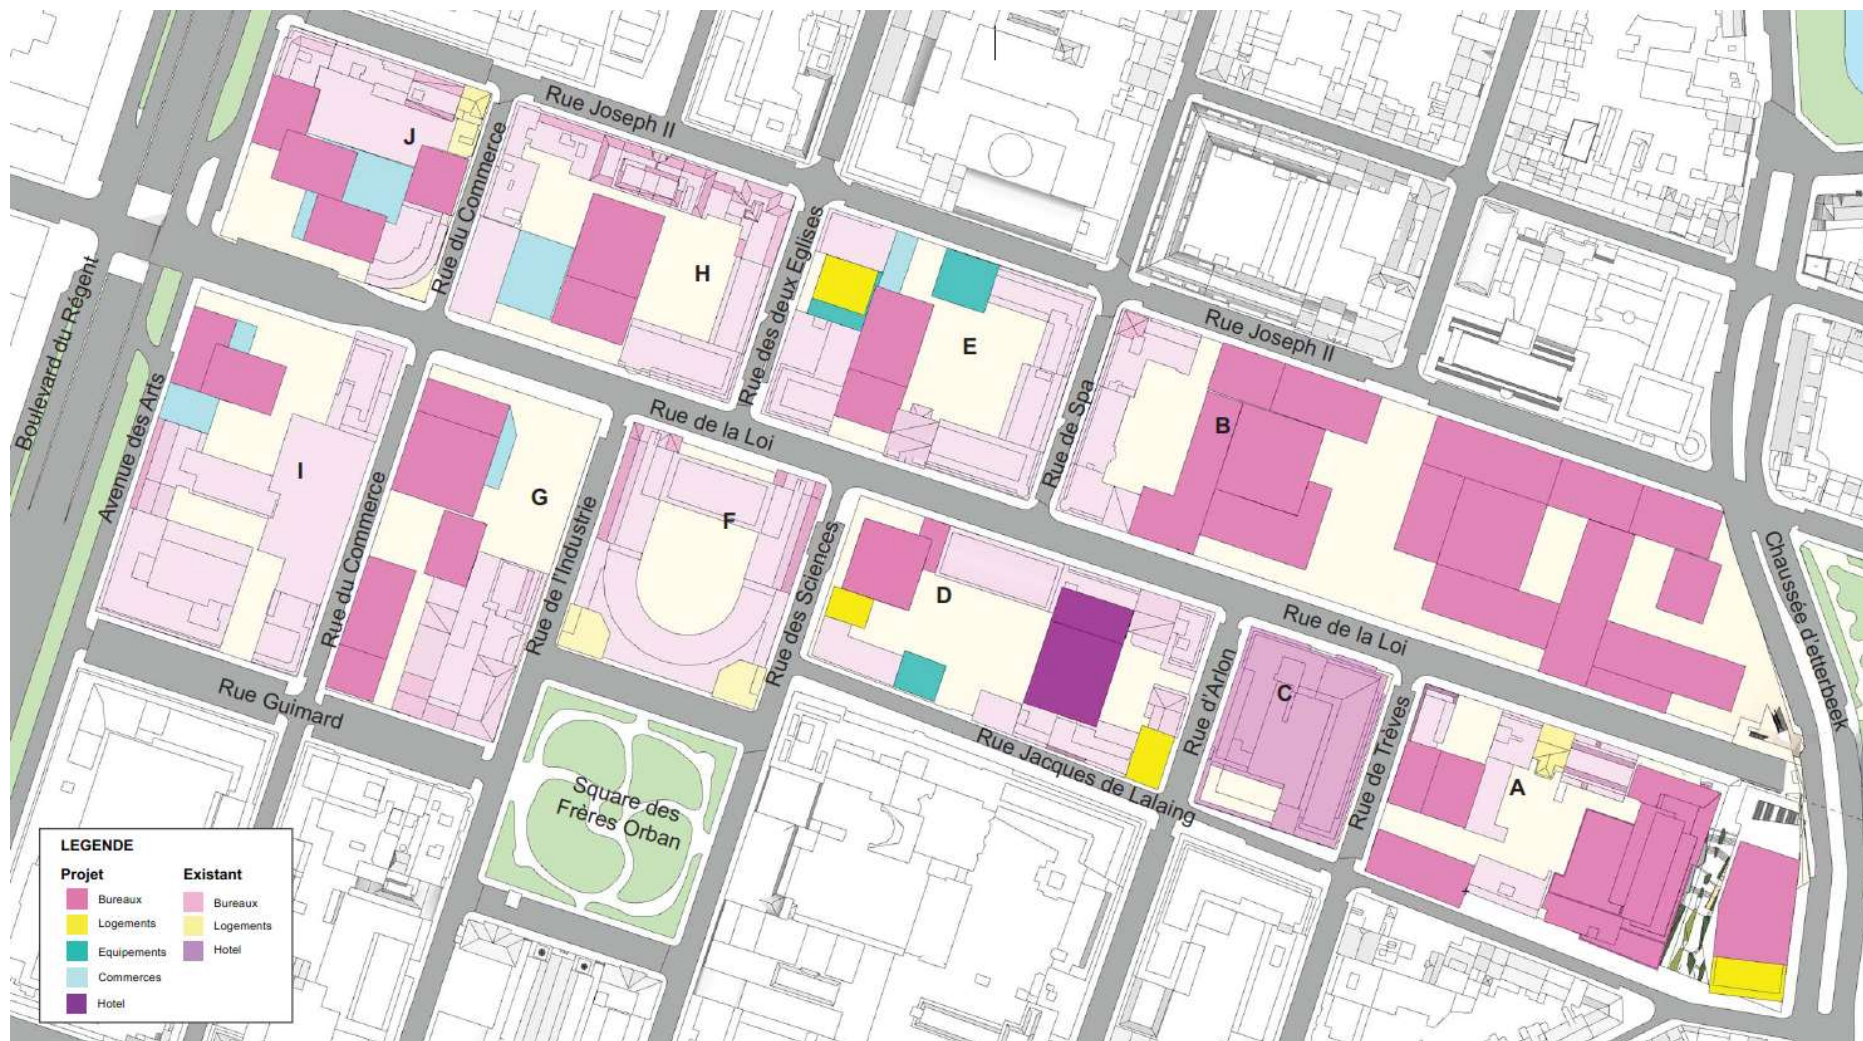 Rue Joseph II
J
Rue du Commerce
H
Rue des deux Eglises
E
Rue Joseph II
Boulevard du Régent
Avenue des Arts
Rue de la Loi
Rue de Spa
B
I
G
F
Rue du Commerce
Rue de l'Industrie
Rue des Sciences
D
Chaussée d'etterbeek
Rue de la Loi
Rue Guimard
Rue d'Arlon
C
Rue de Trèves
A
Rue Jacques de Lalaing
Square des
Frères Orban
LEGENDE
Projet
Bureaux
Logements
Equipements
Commerces
Hotel
Existant
Bureaux
Logements
Hotel